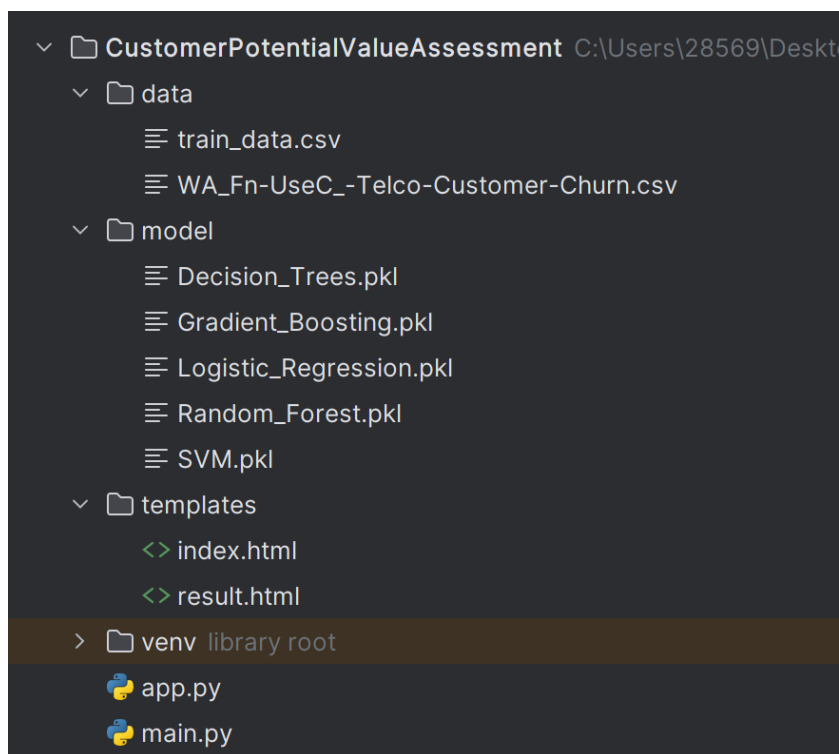 CustomerPotentialValueAssessment C:\Users\28569\Deskt
data
train_data.csv
WA_Fn-UseC_-Telco-Customer-Churn.csv
model
Decision_Trees.pkl
Gradient_Boosting.pkl
Logistic_Regression.pkl
Random_Forest.pkl
SVM.pkl
templates
index.html
result.html
venv library root
app.py
main.py